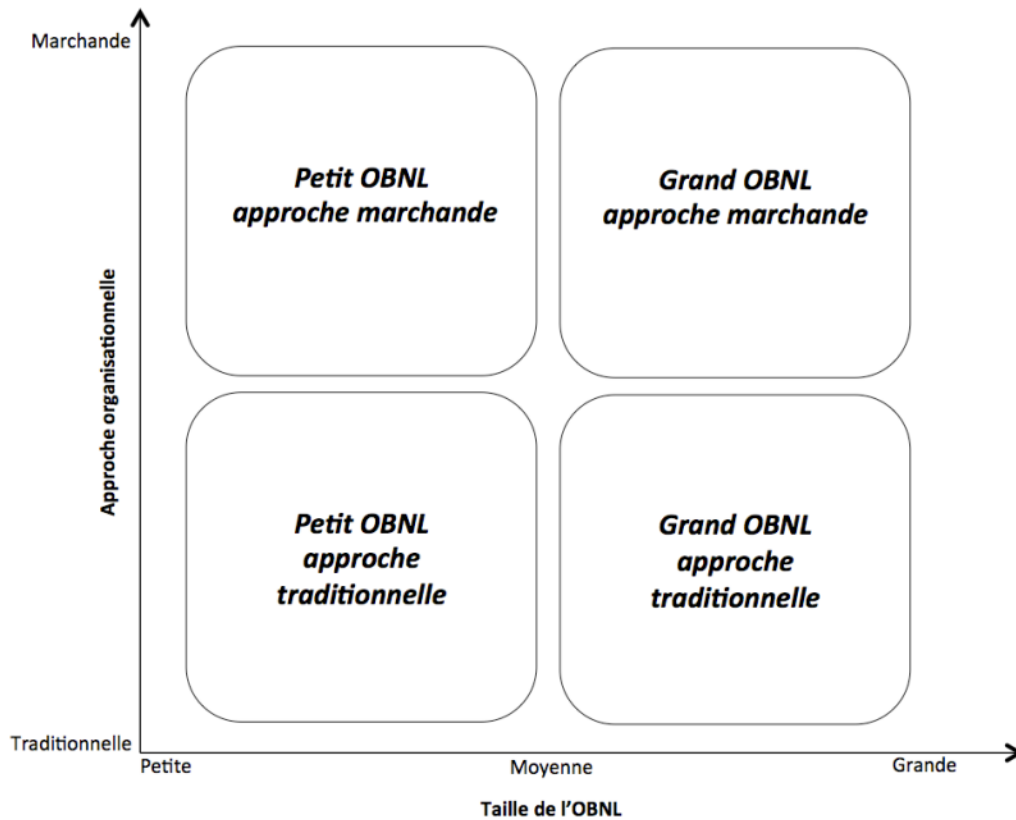 Marchande
Petit OBNL
approche marchande
Grand OBNL
approche marchande
Approche organisationnelle
Petit OBNL
approche
traditionnelle
Grand OBNL
approche
traditionnelle
Traditionnelle
Petite
Moyenne
Grande
Taille de l'OBNL